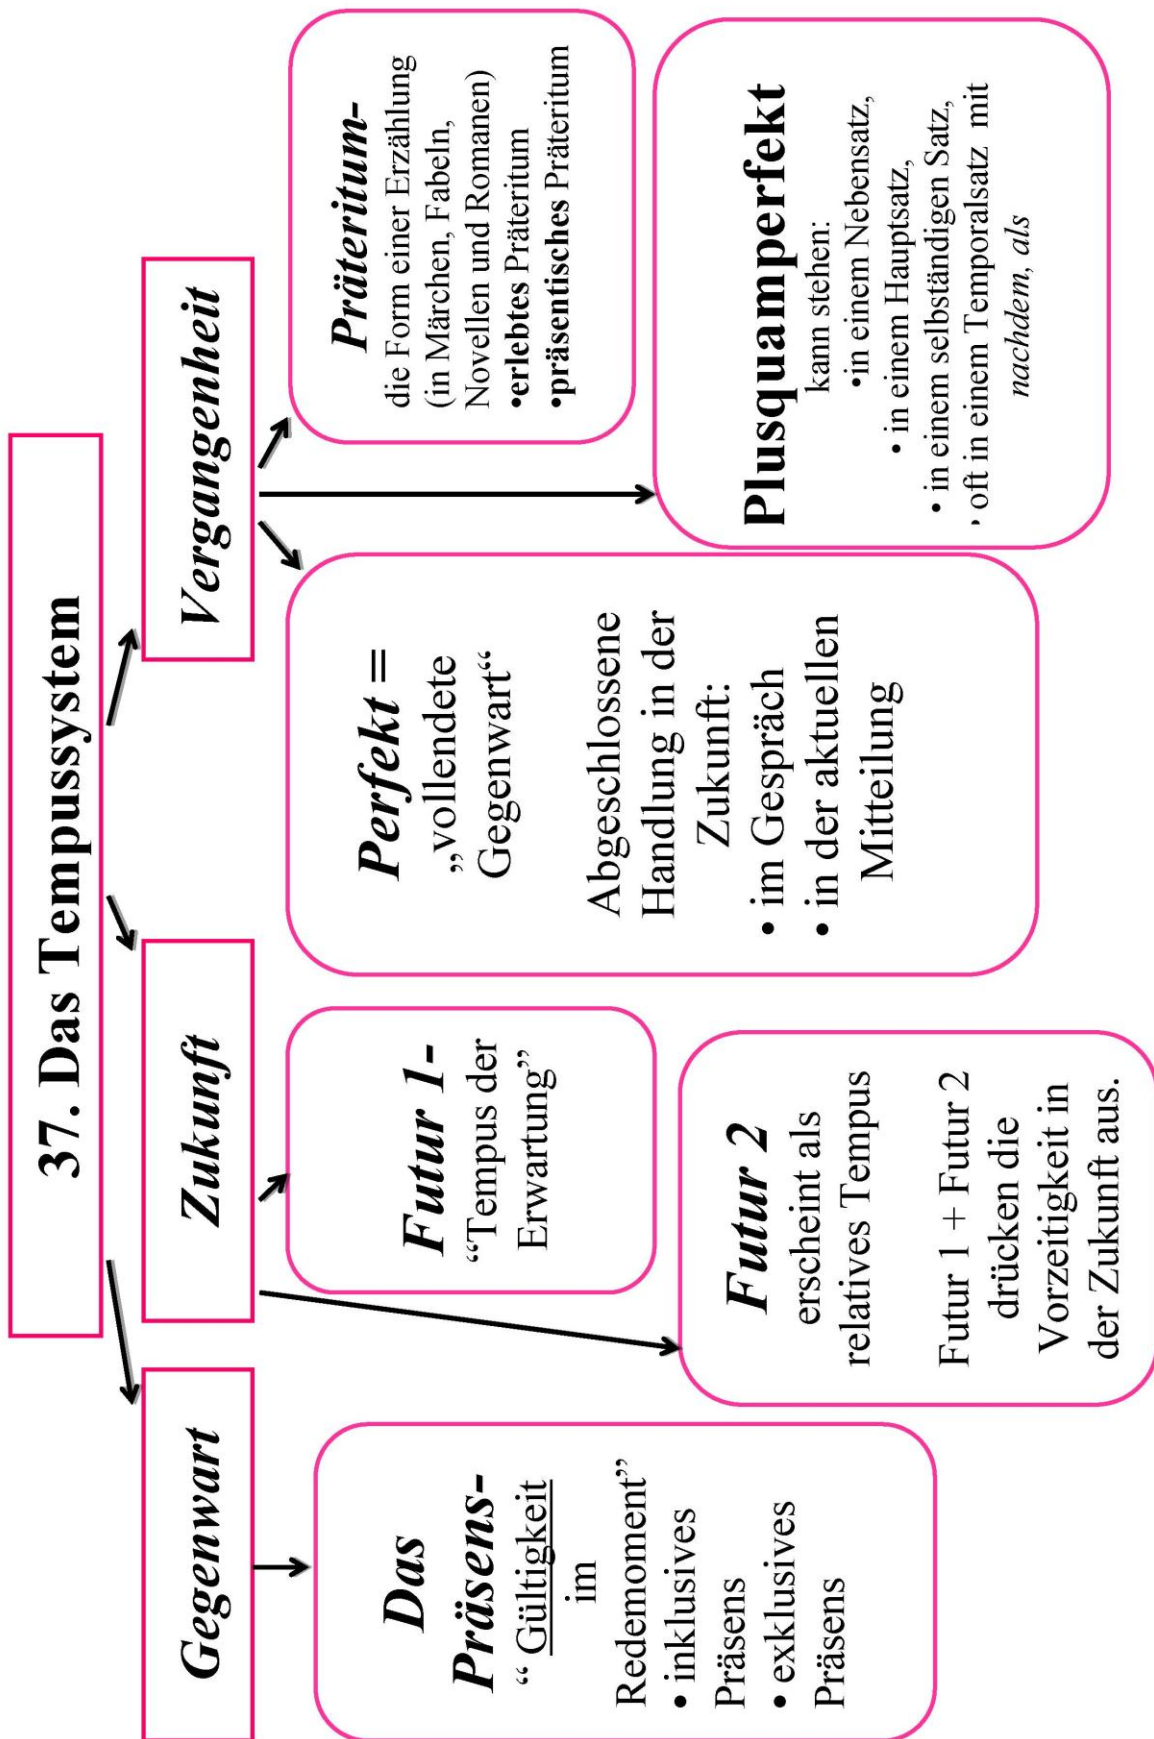 37. Das Tempussystem
Gegenwart
Zukunft
Vergangenheit
Das
Präsens-
“ Gültigkeit
im
Redemoment”
• inklusives
Präsens
• exklusives
Präsens
Futur 1-
“Tempus der
Erwartung”
Futur 2
erscheint als
relatives Tempus
Futur 1 + Futur 2
drücken die
Vorzeitigkeit in
der Zukunft aus.
Perfekt =
„vollendete
Gegenwart“
Abgeschlossene
Handlung in der
Zukunft:
• im Gespräch
• in der aktuellen
Mitteilung
Präteritum-
die Form einer Erzählung
(in Märchen, Fabeln,
Novellen und Romanen)
•erlebtes Präteritum
•präsentisches Präteritum
Plusquamperfekt
kann stehen:
•in einem Nebensatz,
• in einem Hauptsatz,
• in einem selbständigen Satz,
• oft in einem Temporalsatz mit
nachdem, als